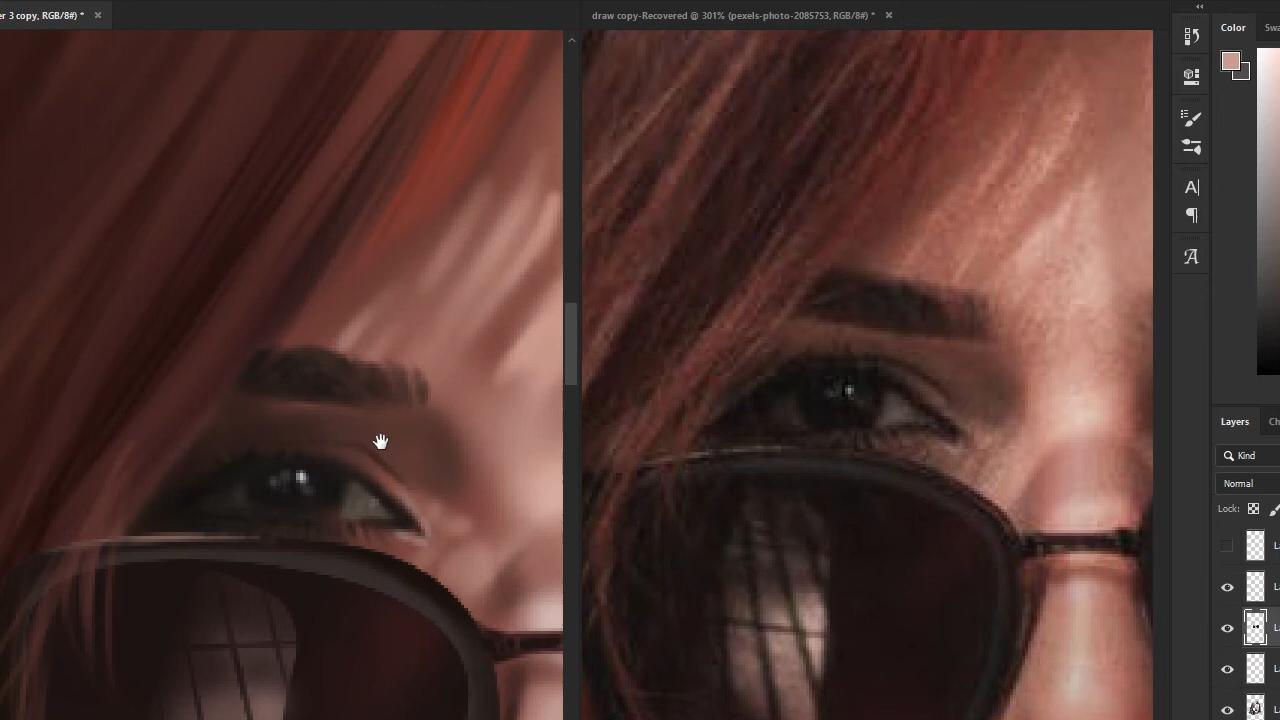 er 3 copy, RGB/8#) *
draw copy-Recovered @ 301% (pexels-photo-2085753, RGB/8#) *
Color
Swa
Layers
Ch
Kind
Normal
Lock: